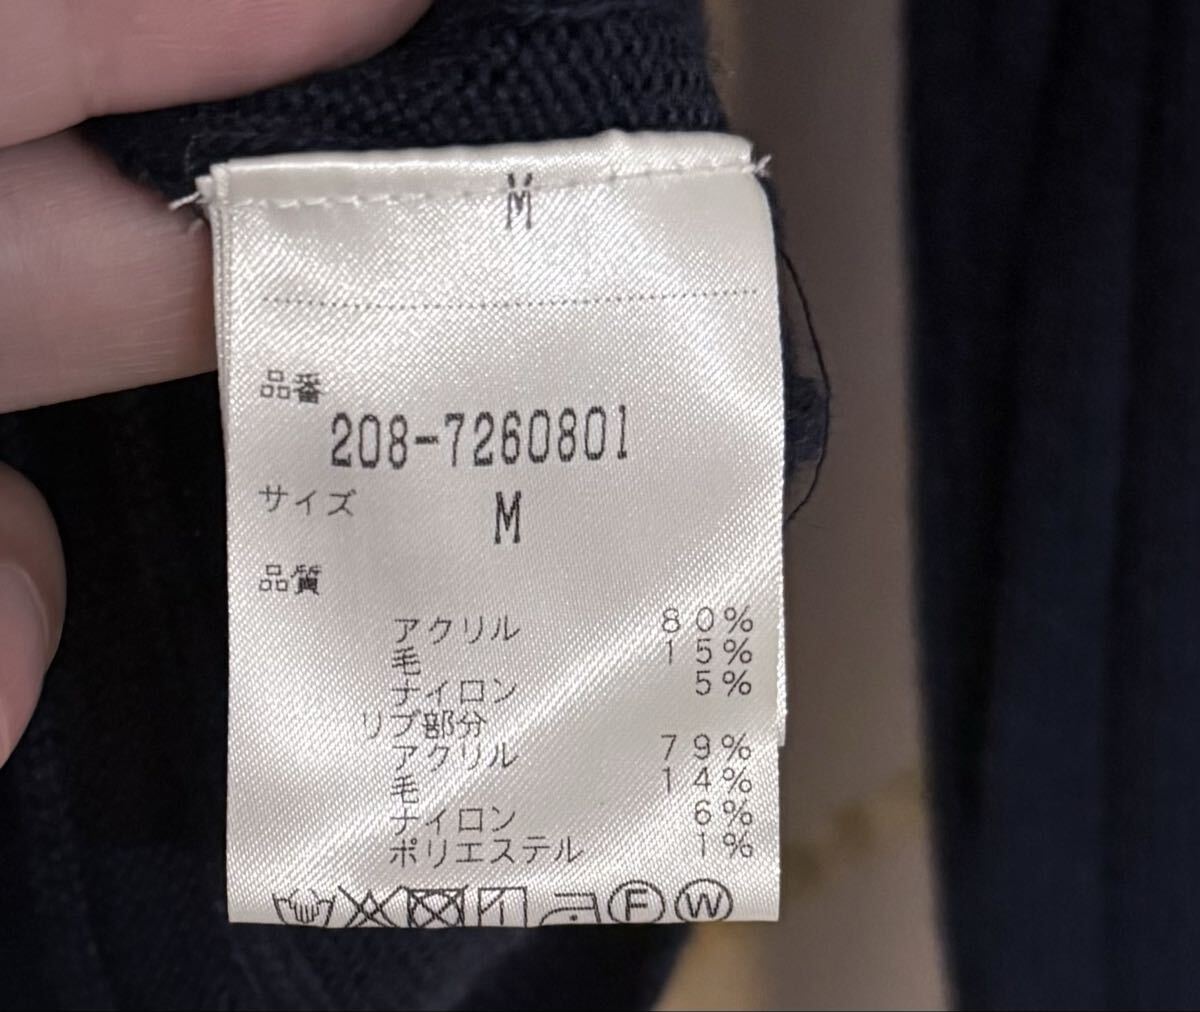 M
品番
208-7260801
サイズ M
品質
アクリル 80%
毛 15%
ナイロン 5%
リブ部分
アクリル 79%
毛 14%
ナイロン 6%
ポリエステル 1%
F W